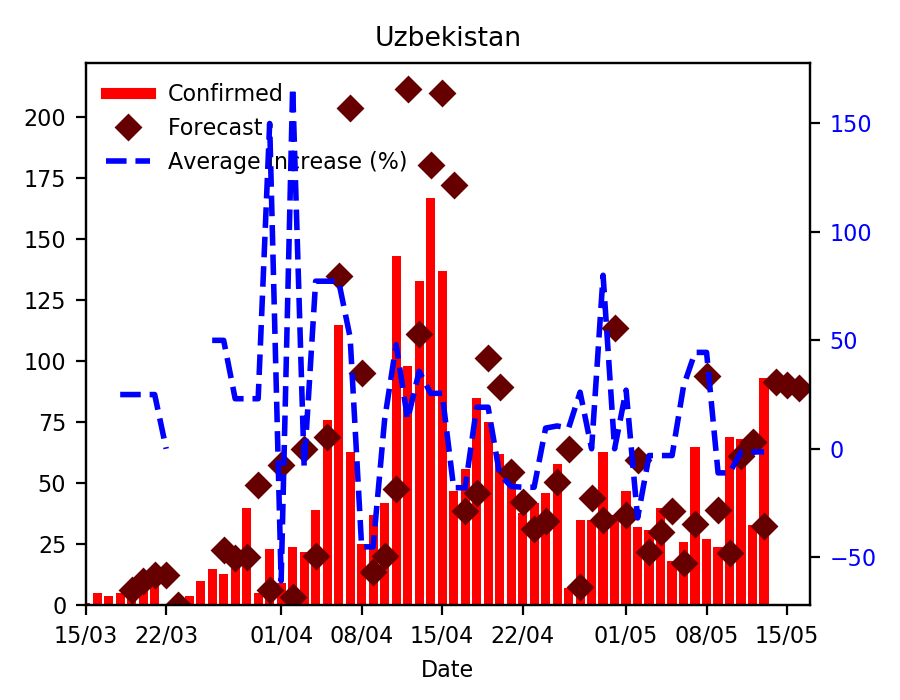 Uzbekistan
Confirmed
Forecast
Average Increase (%)
200
175
150
125
100
75
50
25
0
150
100
50
0
−50
15/03 22/03 01/04 08/04 15/04 22/04 01/05 08/05 15/05
Date